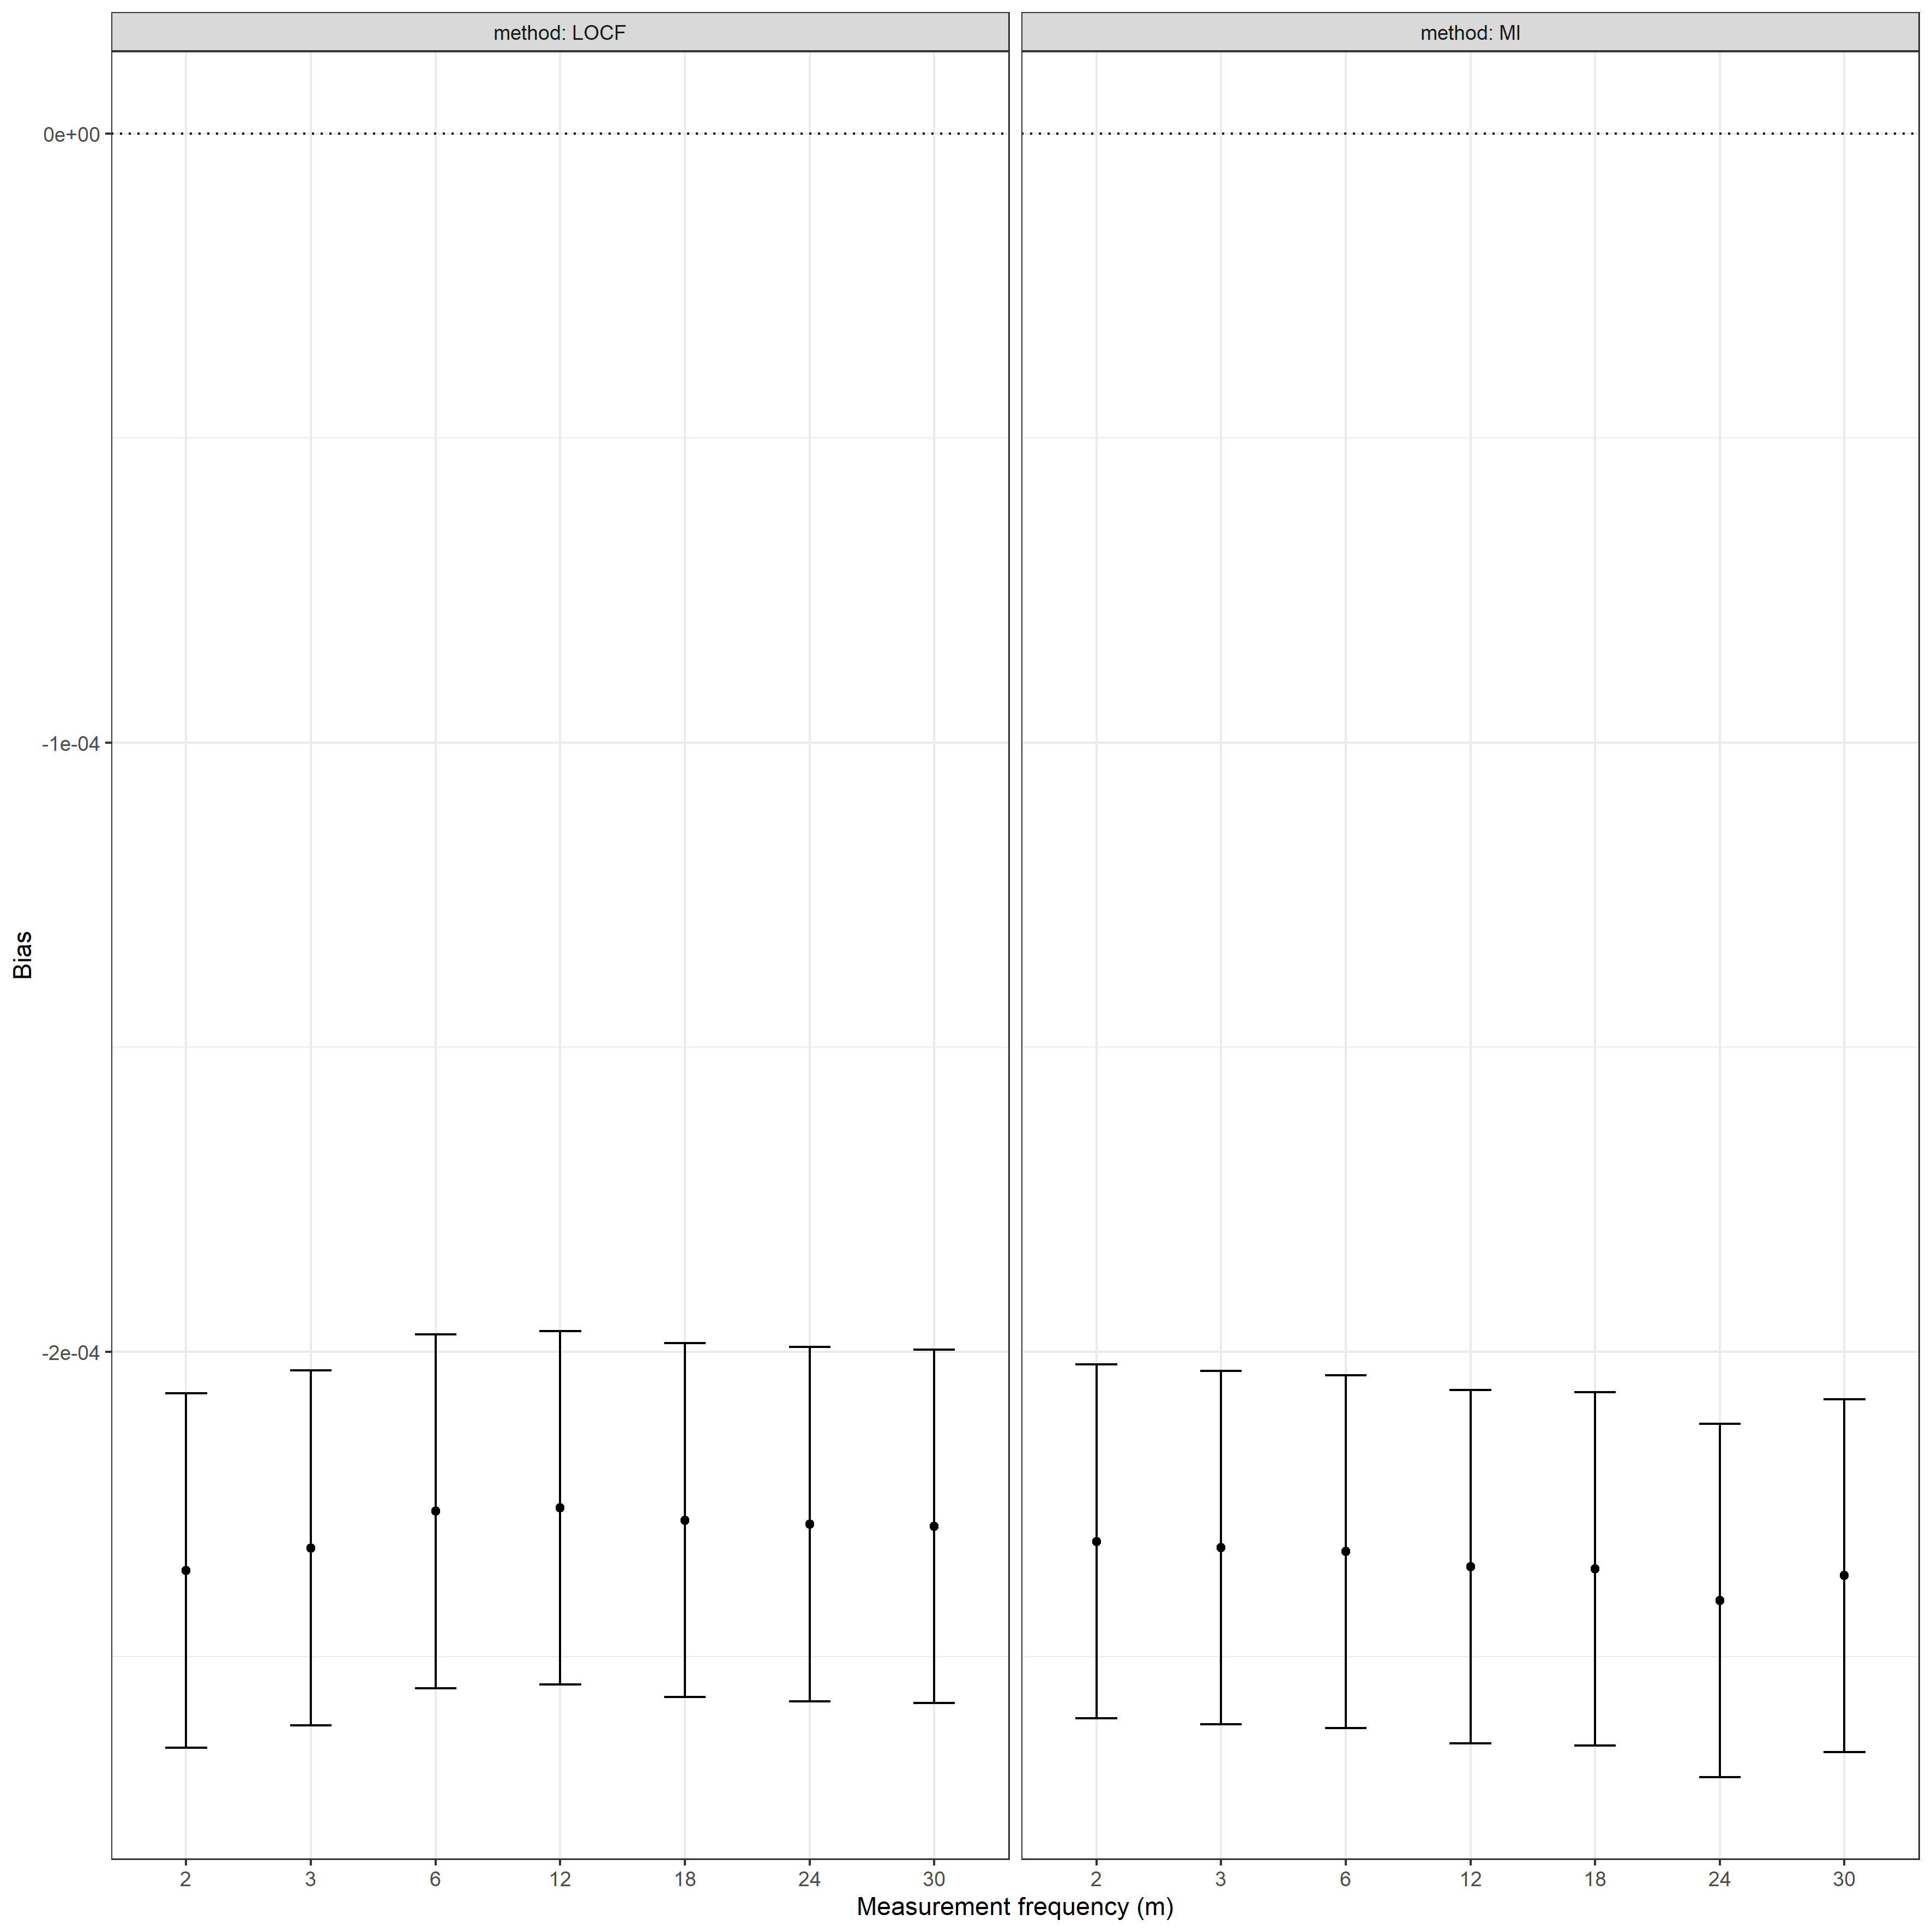 method: LOCF
method: MI
0e+00
-1e-04
-2e-04
Bias
2 3 6 12 18 24 30
2 3 6 12 18 24 30
Measurement frequency (m)